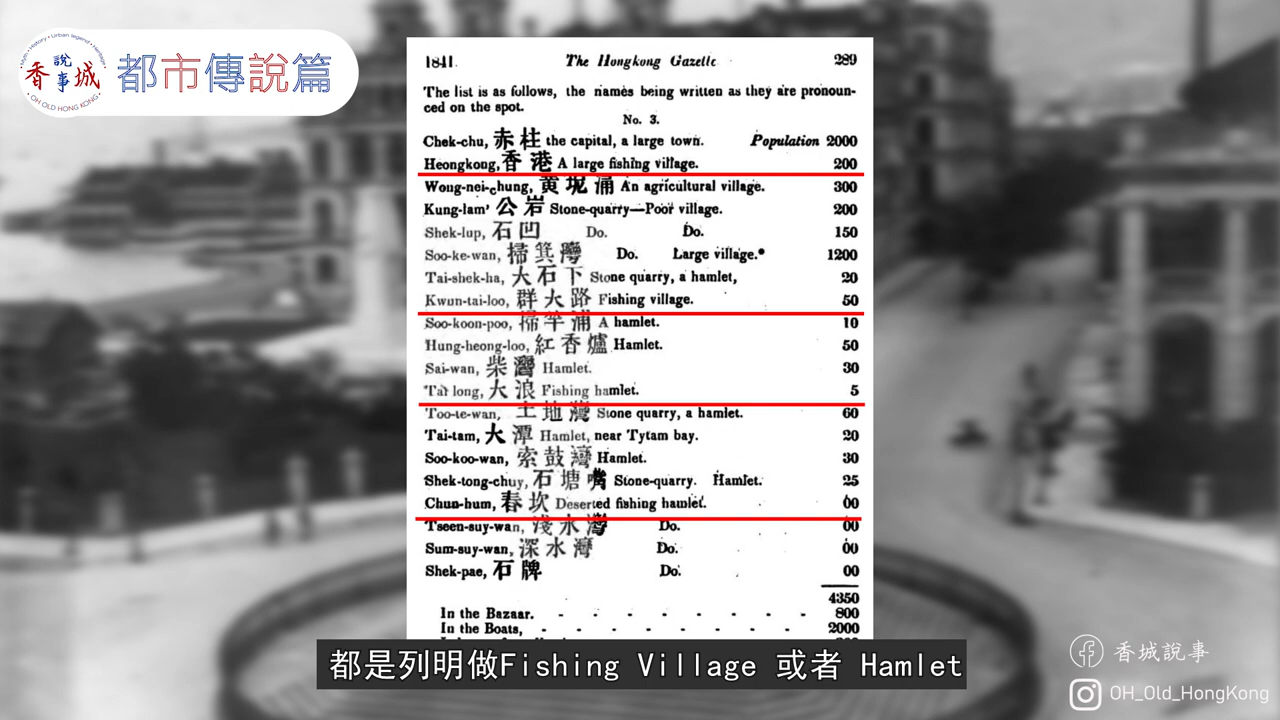 History • Urban legend • Heritage
香說事城
OH OLD HONG KONG
都市傳說篇
1841. The Hongkong Gazette 289
The list is as follows, the names being written as they are pronoun-
ced on the spot.
No. 3.
Chek-chu, 赤柱 the capital, a large town. Population 2000
Heongkong, 香港 A large fishing village. 200
Wong-nei-chung, 黃坭涌 An agricultural village. 300
Kung-lam' 公岩 Stone-quarry—Poor village. 200
Shek-lup, 石凹 Do. Do. 150
Soo-ke-wan, 掃箕灣 Do. Large village.* 1200
Tai-shek-ha, 大石下 Stone quarry, a hamlet, 20
Kwun-tai-loo, 群大路 Fishing village. 50
Soo-koon-poo, 掃竿浦 A hamlet. 10
Hung-heong-loo, 紅香爐 Hamlet. 50
Sai-wan, 柴灣 Hamlet. 30
Tai long, 大浪 Fishing hamlet. 5
Too-te-wan, 土地灣 Stone quarry, a hamlet. 60
Tai-tam, 大潭 Hamlet, near Tytam bay. 20
Soo-koo-wan, 索鼓灣 Hamlet. 30
Shek-tong-chuy, 石塘嘴 Stone-quarry. Hamlet. 25
Chun-hum, 春坎 Deserted fishing hamlet. 00
Tseen-suy-wan, 淺水灣 Do. 00
Sum-suy-wan, 深水灣 Do. 00
Shek-pae, 石牌 Do. 00
4350
In the Bazaar. - - - - - - - 800
In the Boats, - - - - - - - 2000
都是列明做Fishing Village 或者 Hamlet
香城說事
OH_Old_HongKong